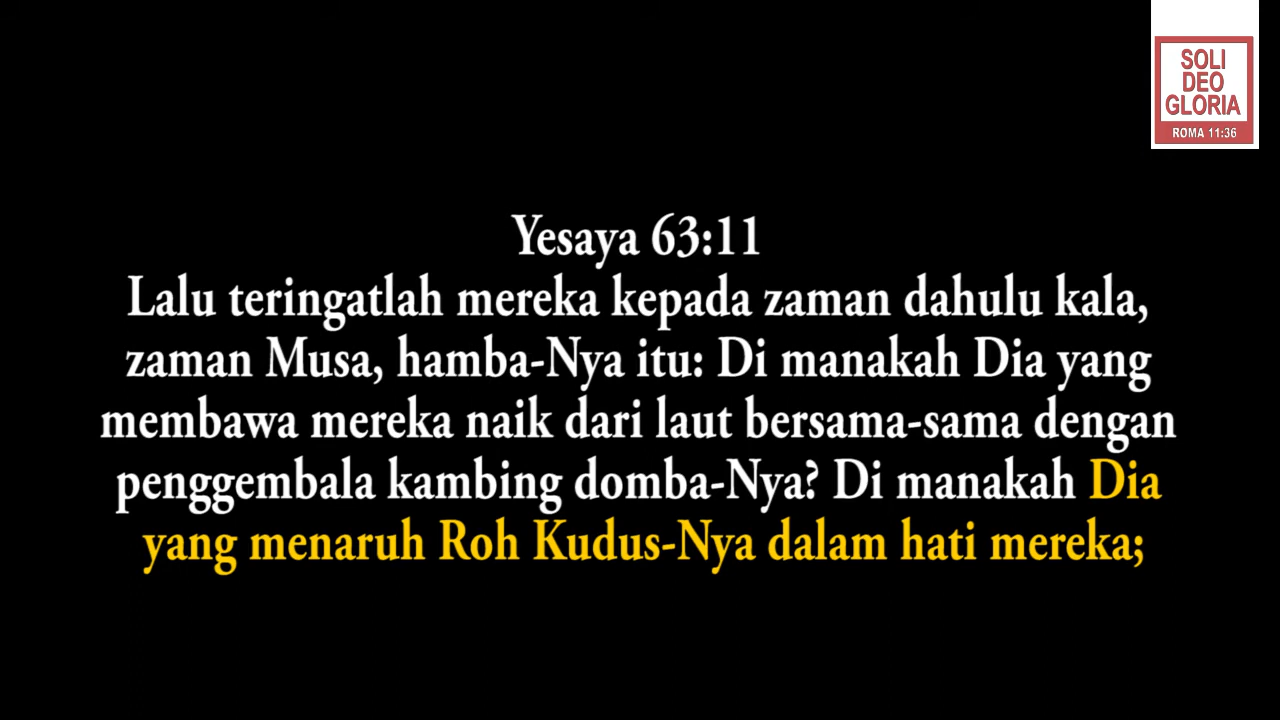 SOLI
DEO
GLORIA
ROMA 11:36
Yesaya 63:11
Lalu teringatlah mereka kepada zaman dahulu kala,
zaman Musa, hamba-Nya itu: Di manakah Dia yang
membawa mereka naik dari laut bersama-sama dengan
penggembala kambing domba-Nya? Di manakah Dia
yang menaruh Roh Kudus-Nya dalam hati mereka;